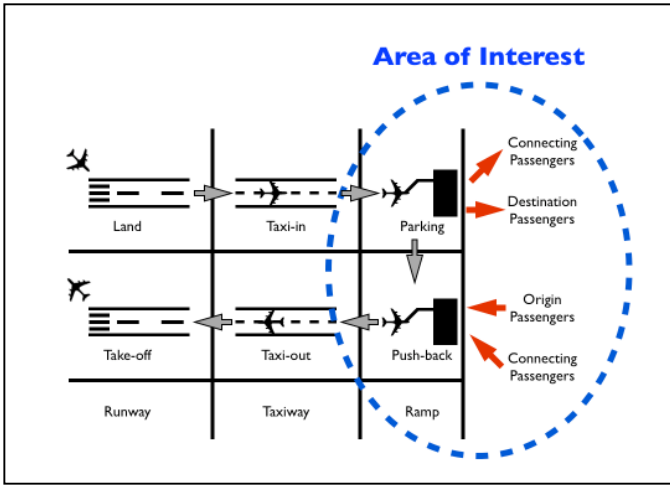 Area of Interest
Connecting
Passengers
Destination
Passengers
Land
Taxi-in
Parking
Origin
Passengers
Take-off
Taxi-out
Push-back
Connecting
Passengers
Runway
Taxiway
Ramp